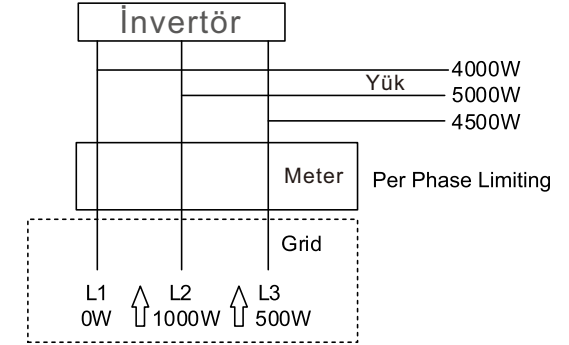 İnvertör
4000W
Yük
5000W
4500W
Meter
Per Phase Limiting
Grid
L1 L2 L3
0W 1000W 500W